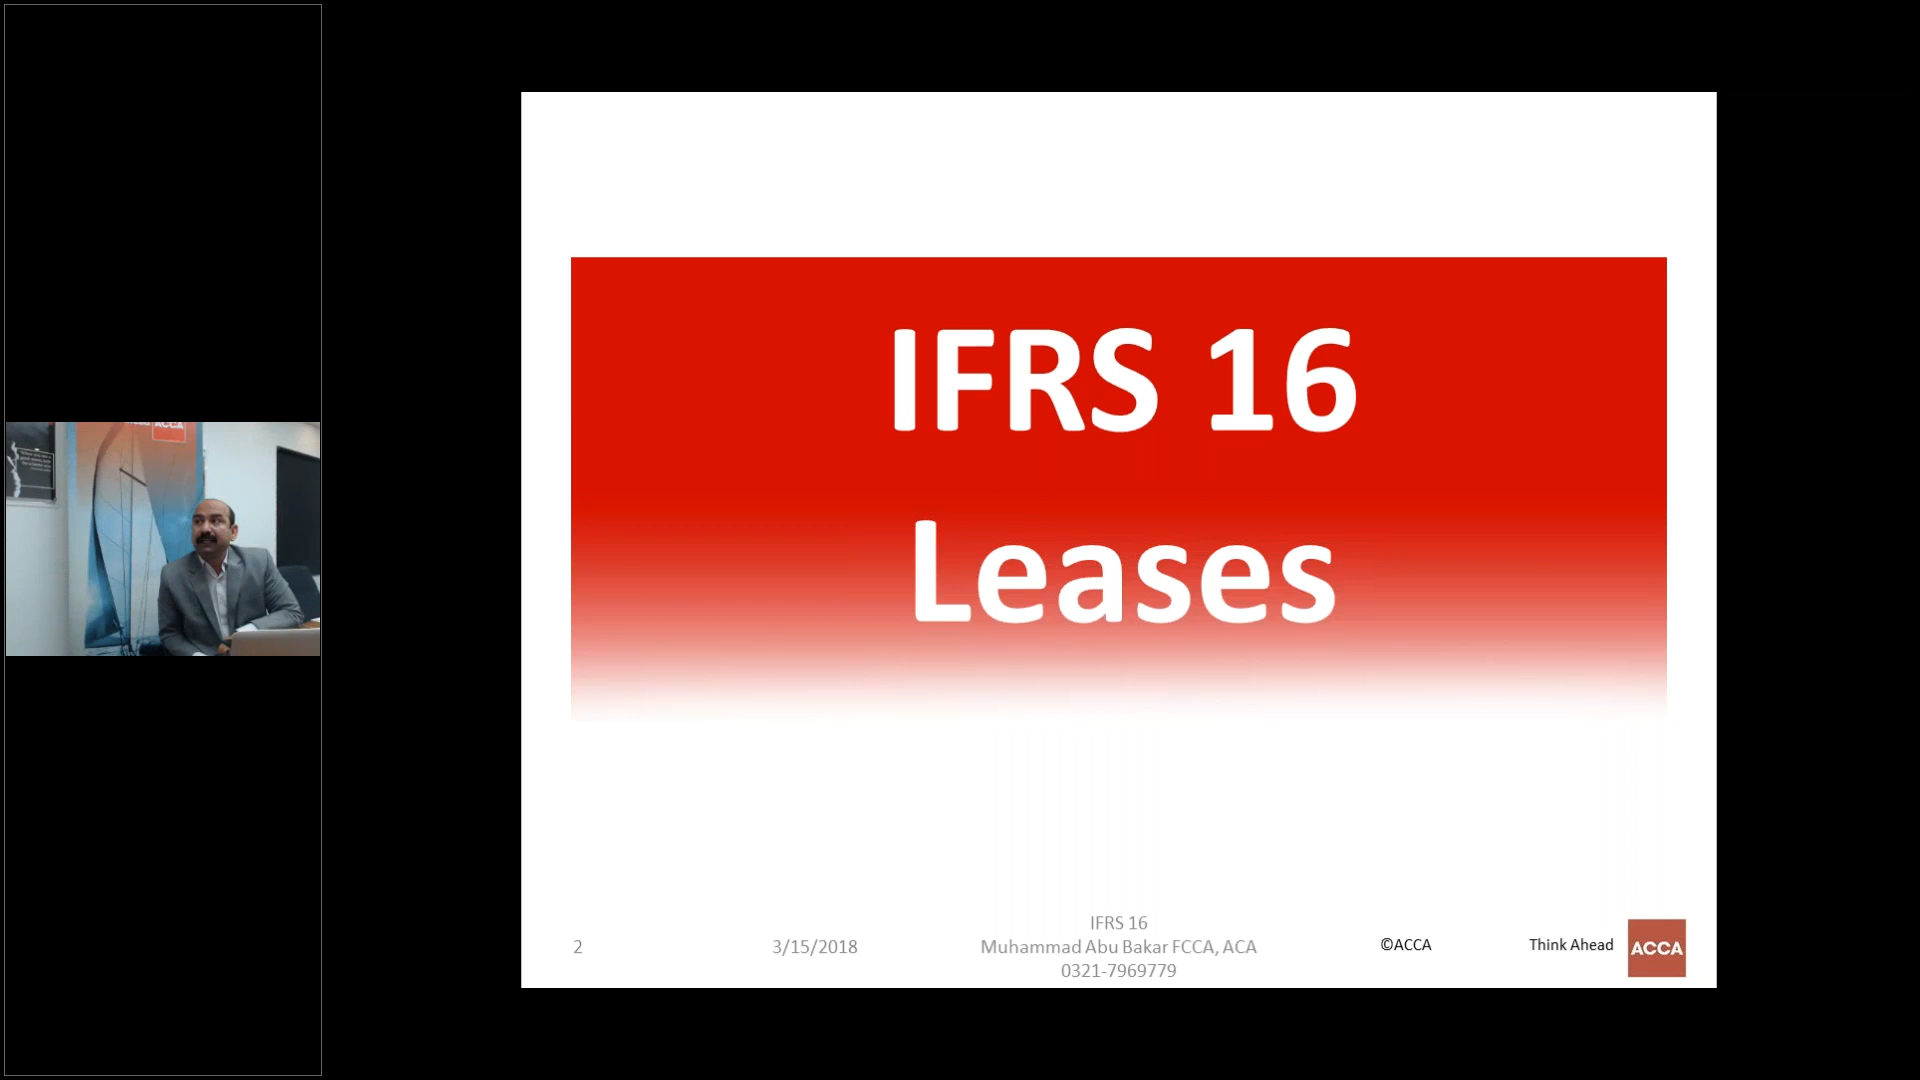 ACCA
IFRS 16
Leases
2
3/15/2018
IFRS 16
Muhammad Abu Bakar FCCA, ACA
0321-7969779
©ACCA
Think Ahead
ACCA